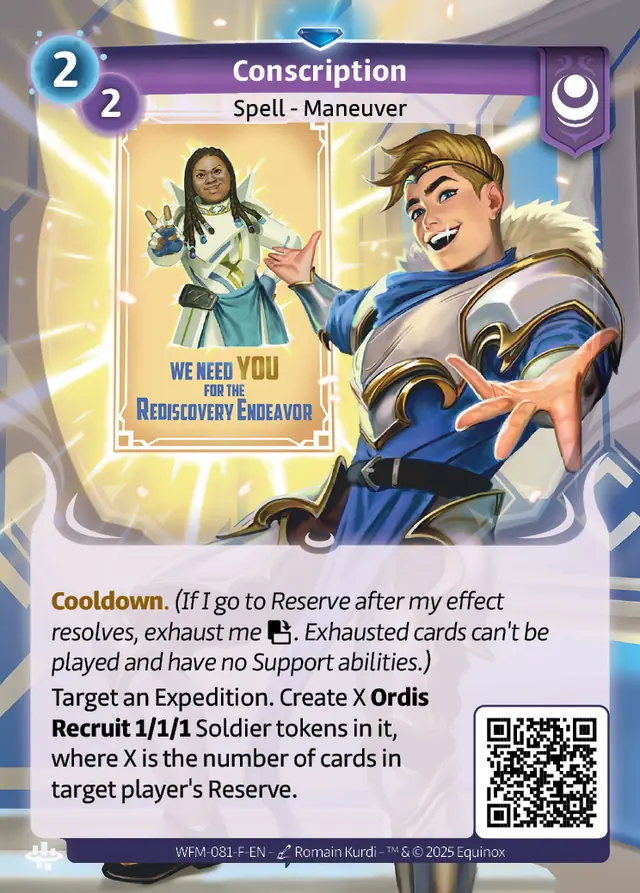 2
Conscription
2
Spell - Maneuver
WE NEED YOU
FOR THE
REDISCOVERY ENDEAVOR
Cooldown. (If I go to Reserve after my effect
resolves, exhaust me . Exhausted cards can't be
played and have no Support abilities.)
Target an Expedition. Create X Ordis
Recruit 1/1/1 Soldier tokens in it,
where X is the number of cards in
target player's Reserve.
WFM-081-F-EN - Romain Kurdi - ™ & © 2025 Equinox